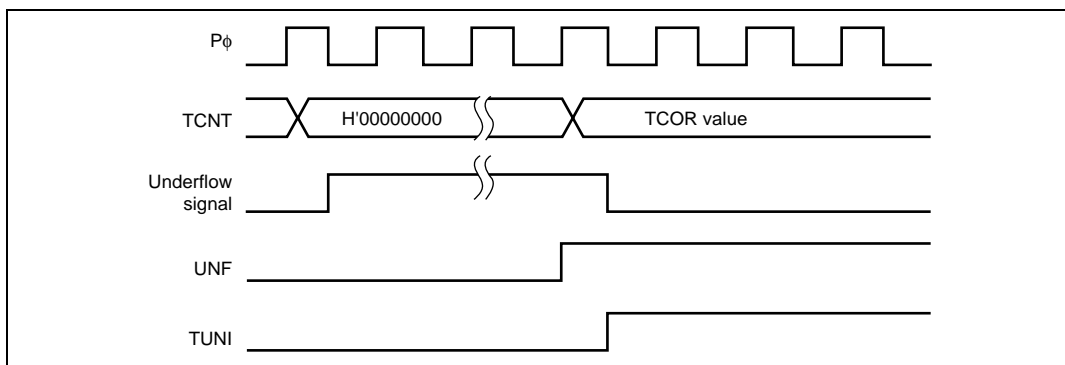 Pφ
TCNT
H'00000000
TCOR value
Underflow
signal
UNF
TUNI